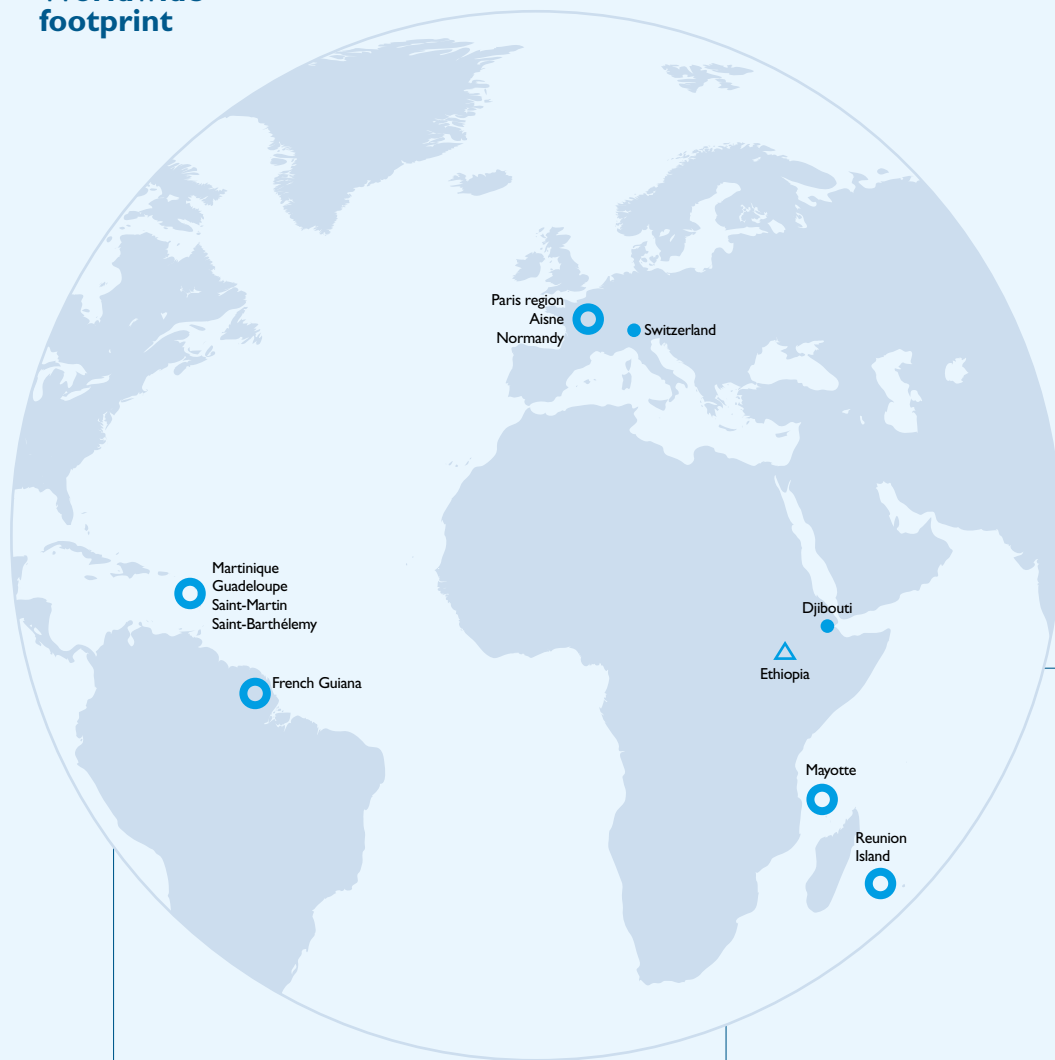 footprint
Paris region
Aisne
Normandy
Switzerland
Martinique
Guadeloupe
Saint-Martin
Saint-Barthélemy
Djibouti
Ethiopia
French Guiana
Mayotte
Reunion
Island